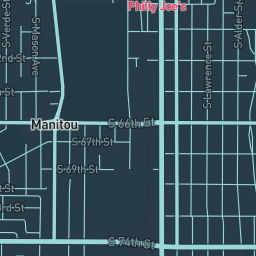 Philly Joe's
S Verde St
S Mason Ave
S Lawrence St
S Alder St
Manitou
S 66th St
S 67th St
S 69th St
S 74th St